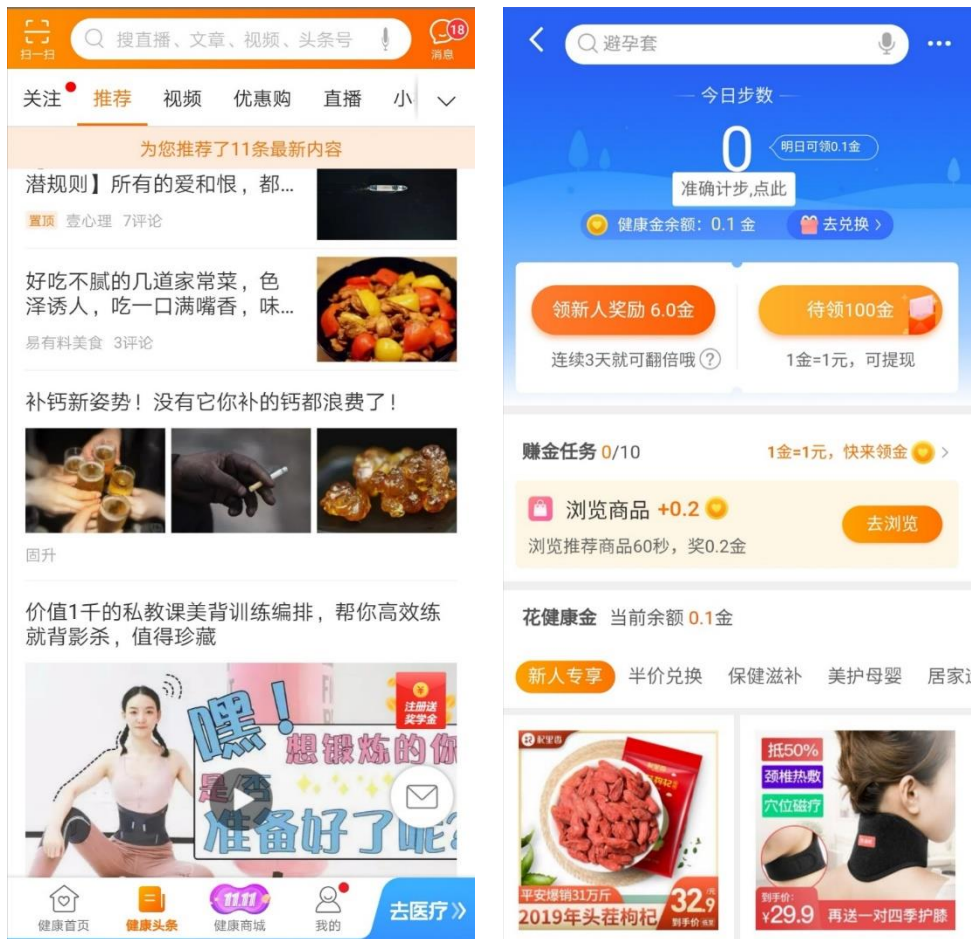 扫一扫
搜直播、文章、视频、头条号
18
消息
关注
推荐
视频
优惠购
直播
小
为您推荐了11条最新内容
潜规则】所有的爱和恨，都...
置顶 壹心理 7评论
好吃不腻的几道家常菜，色
泽诱人，吃一口满嘴香，味...
易有料美食 3评论
补钙新姿势！没有它你补的钙都浪费了！
固升
价值1千的私教课美背训练编排，帮你高效练
就背影杀，值得珍藏
注册送
奖学金
嘿！
想锻炼的你
是否
准备好了呢?
健康首页
健康头条
11.11
健康商城
我的
去医疗
避孕套
今日步数
0
明日可领0.1金
准确计步,点此
健康金余额：0.1 金
去兑换
领新人奖励 6.0金
待领100金
连续3天就可翻倍哦?
1金=1元，可提现
赚金任务 0/10
1金=1元，快来领金
浏览商品 +0.2
浏览推荐商品60秒，奖0.2金
去浏览
花健康金 当前余额 0.1金
新人专享
半价兑换
保健滋补
美护母婴
居家
杞里香
平安爆销31万斤
2019年头茬枸杞
32.9
到手价
抵50%
颈椎热敷
穴位磁疗
到手价:
¥29.9
再送一对四季护膝